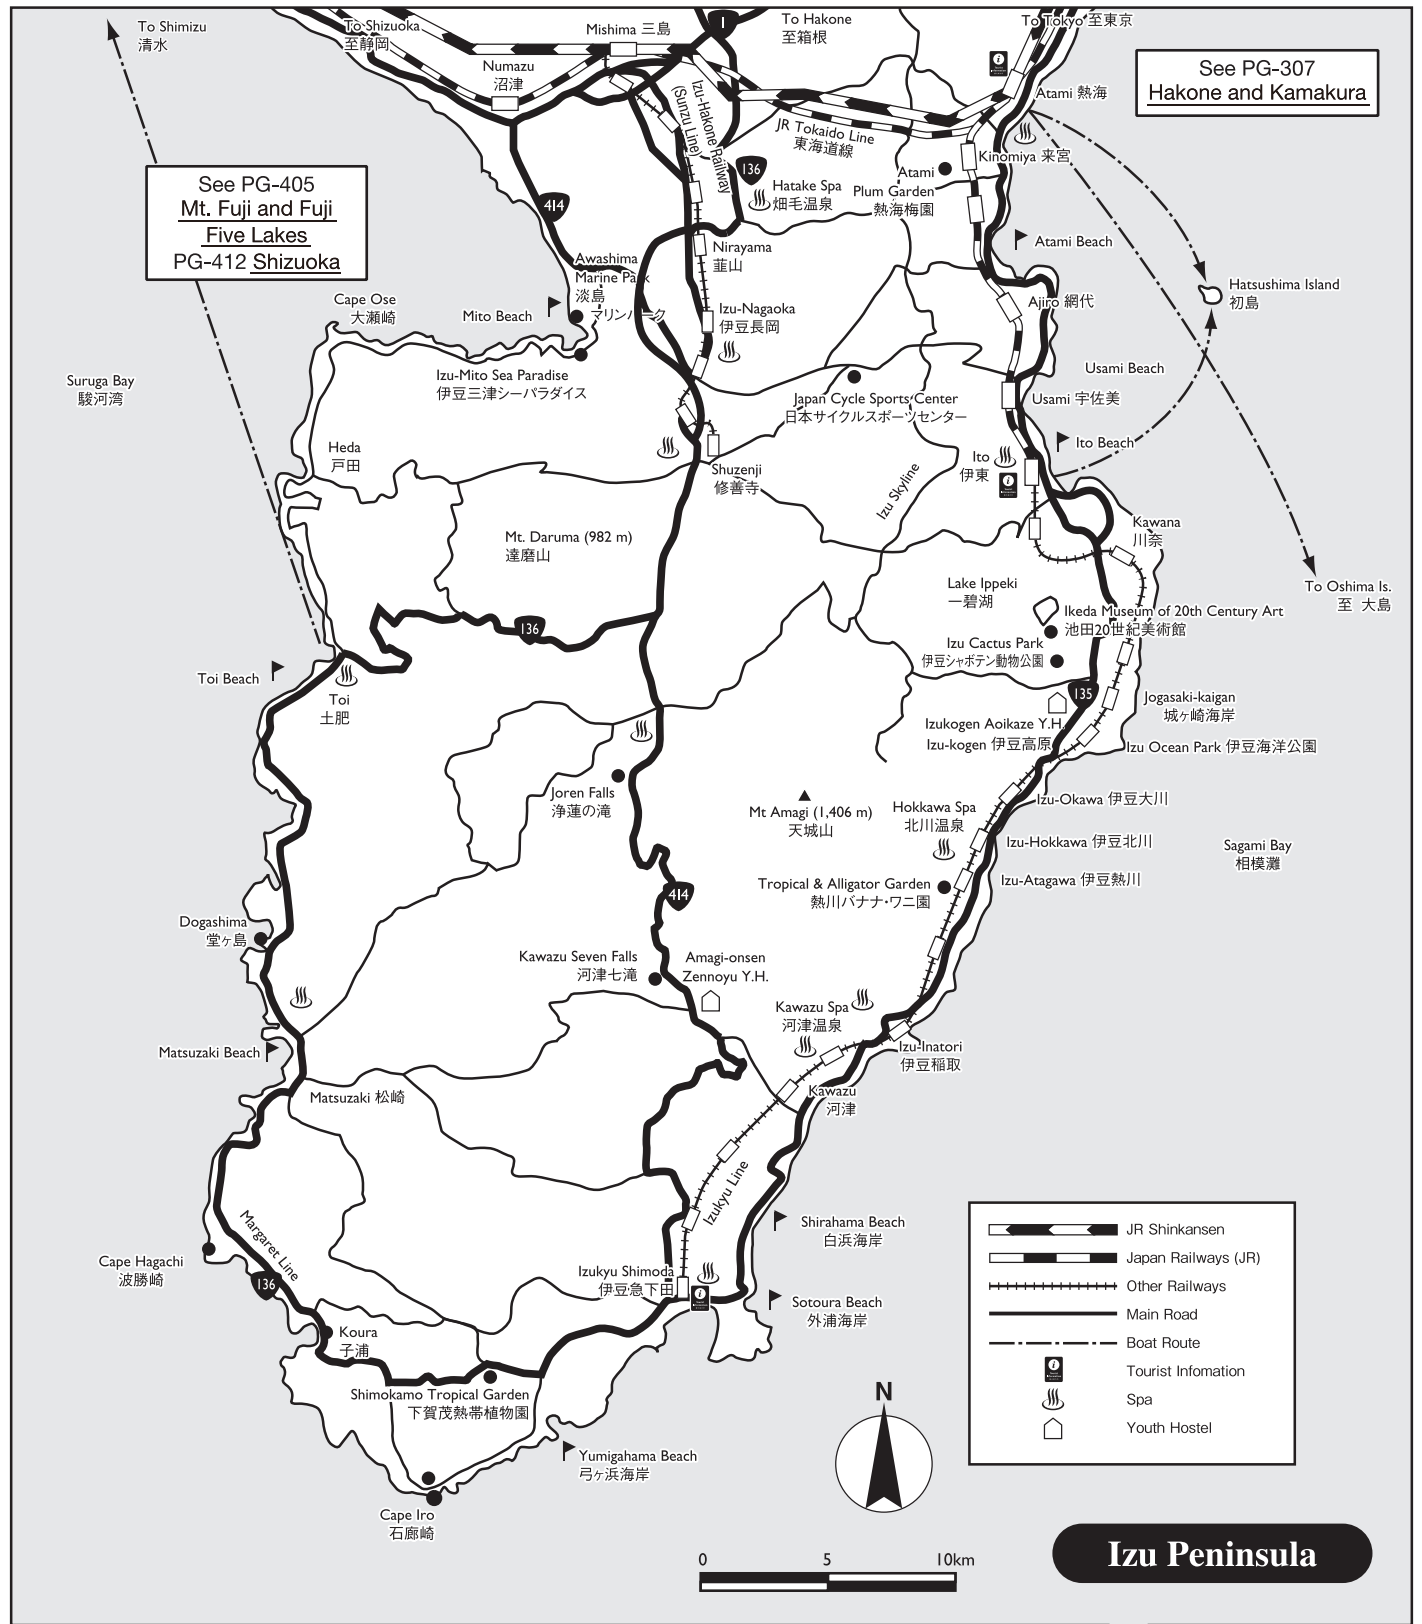 To Shimizu
清水
To Shizuoka
至静岡
Mishima 三島
1
To Hakone
至箱根
To Tokyo 至東京
Numazu
沼津
See PG-307
Hakone and Kamakura
Atami 熱海
Izu-Hakone Railway
(Sunzu Line)
JR Tokaido Line
東海道線
Kinomiya 来宮
136
See PG-405
Mt. Fuji and Fuji
Five Lakes
PG-412 Shizuoka
414
Hatake Spa
畑毛温泉
Atami
Plum Garden
熱海梅園
Atami Beach
Nirayama
韮山
Awashima
Marine Park
淡島
マリンパーク
Hatsushima Island
初島
Cape Ose
大瀬崎
Mito Beach
Izu-Nagaoka
伊豆長岡
Ajiro 網代
Suruga Bay
駿河湾
Izu-Mito Sea Paradise
伊豆三津シーパラダイス
Usami Beach
Japan Cycle Sports Center
日本サイクルスポーツセンター
Usami 宇佐美
Heda
戸田
Ito Beach
Ito
伊東
Shuzenji
修善寺
Izu Skyline
Mt. Daruma (982 m)
達磨山
Kawana
川奈
Lake Ippeki
一碧湖
To Oshima Is.
至 大島
Ikeda Museum of 20th Century Art
池田20世紀美術館
136
Izu Cactus Park
伊豆シャボテン動物公園
Toi Beach
Toi
土肥
135
Jogasaki-kaigan
城ヶ崎海岸
Izukogen Aoikaze Y.H.
Izu-kogen 伊豆高原
Izu Ocean Park 伊豆海洋公園
Joren Falls
浄蓮の滝
Mt Amagi (1,406 m)
天城山
Hokkawa Spa
北川温泉
Izu-Okawa 伊豆大川
Izu-Hokkawa 伊豆北川
Sagami Bay
相模灘
Izu-Atagawa 伊豆熱川
Tropical & Alligator Garden
熱川バナナ・ワニ園
414
Dogashima
堂ヶ島
Kawazu Seven Falls
河津七滝
Amagi-onsen
Zennoyu Y.H.
Kawazu Spa
河津温泉
Matsuzaki Beach
Izu-Inatori
伊豆稲取
Matsuzaki 松崎
Kawazu
河津
Izukyu Line
Margaret Line
Shirahama Beach
白浜海岸
Cape Hagachi
波勝崎
136
Izukyu Shimoda
伊豆急下田
Sotoura Beach
外浦海岸
Koura
子浦
Shimokamo Tropical Garden
下賀茂熱帯植物園
Yumigahama Beach
弓ヶ浜海岸
Cape Iro
石廊崎
JR Shinkansen
Japan Railways (JR)
Other Railways
Main Road
Boat Route
Tourist Infomation
Spa
Youth Hostel
N
0 5 10km
Izu Peninsula